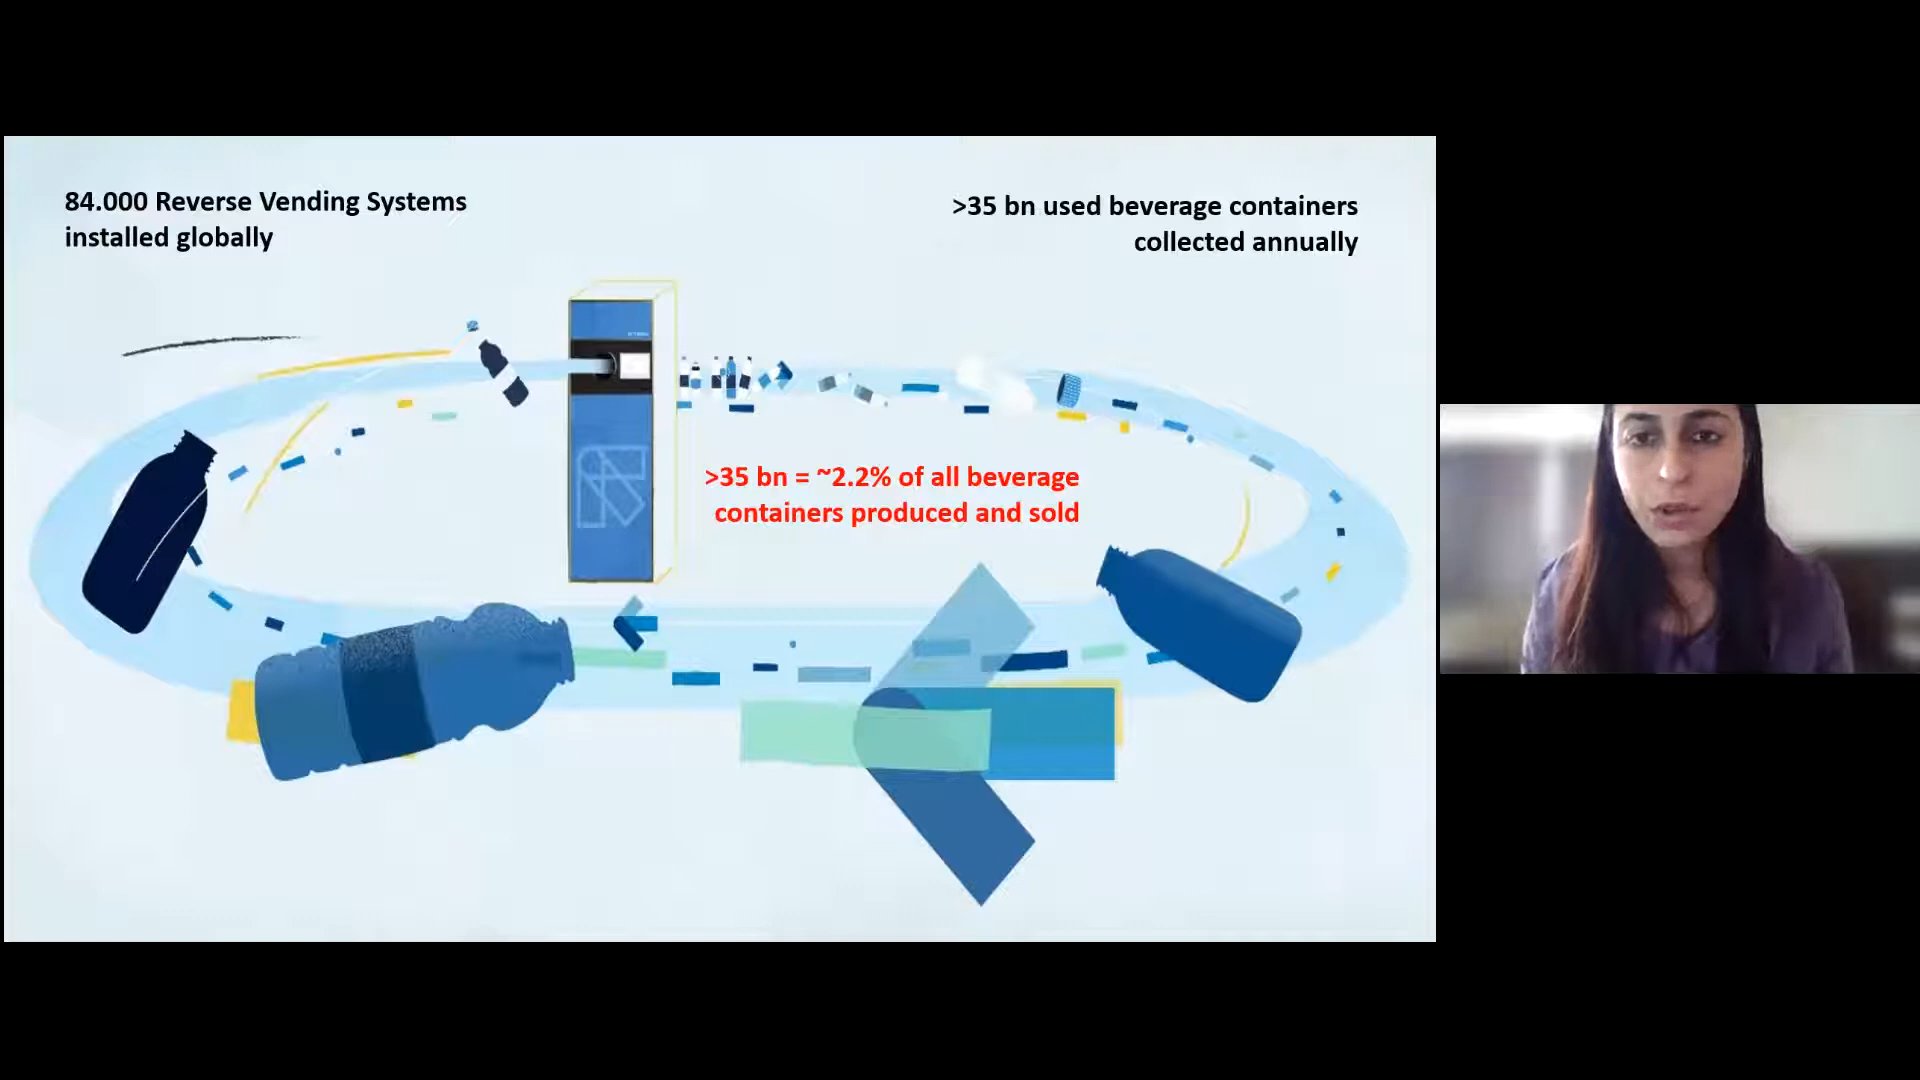 84.000 Reverse Vending Systems
installed globally
>35 bn used beverage containers
collected annually
>35 bn = ~2.2% of all beverage
containers produced and sold